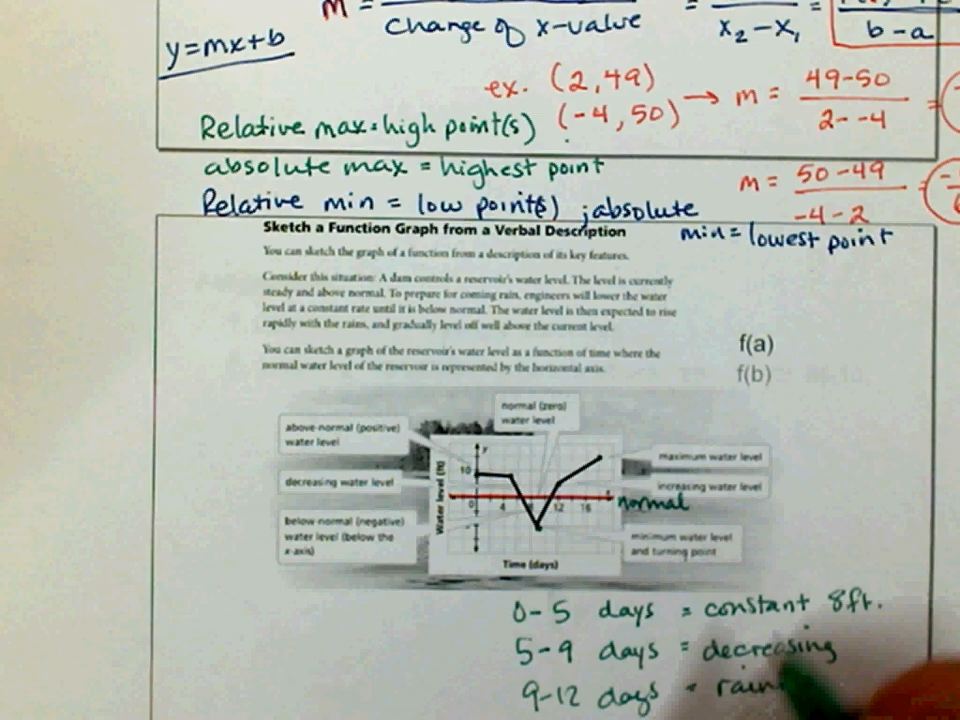 m =
Change of x-value
=
x₂-x₁
=
b-a
y=mx+b
ex. (2,49)
(-4,50) → m = 49-50
2--4
=
Relative max=high point(s)
absolute max = highest point
m = 50-49
-4-2
=
Relative min = low point(s) ; absolute
min = lowest point
Sketch a Function Graph from a Verbal Description
You can sketch the graph of a function from a description of its key features.
Consider this situation: A dam controls a reservoir's water level. The level is currently
steady and above normal. To prepare for coming rain, engineers will lower the water
level at a constant rate until it is below normal. The water level is then expected to rise
rapidly with the rains, and gradually level off well above the current level.
You can sketch a graph of the reservoir's water level as a function of time where the
normal water level of the reservoir is represented by the horizontal axis.
f(a)
f(b)
normal (zero)
water level
above-normal (positive)
water level
decreasing water level
below-normal (negative)
water level (below the
x-axis)
maximum water level
increasing water level
normal
minimum water level
and turning point
Water level (ft)
y
10
0
4
12
16
Time (days)
0-5 days = constant 8ft.
5-9 days = decreasing
9-12 days = rain